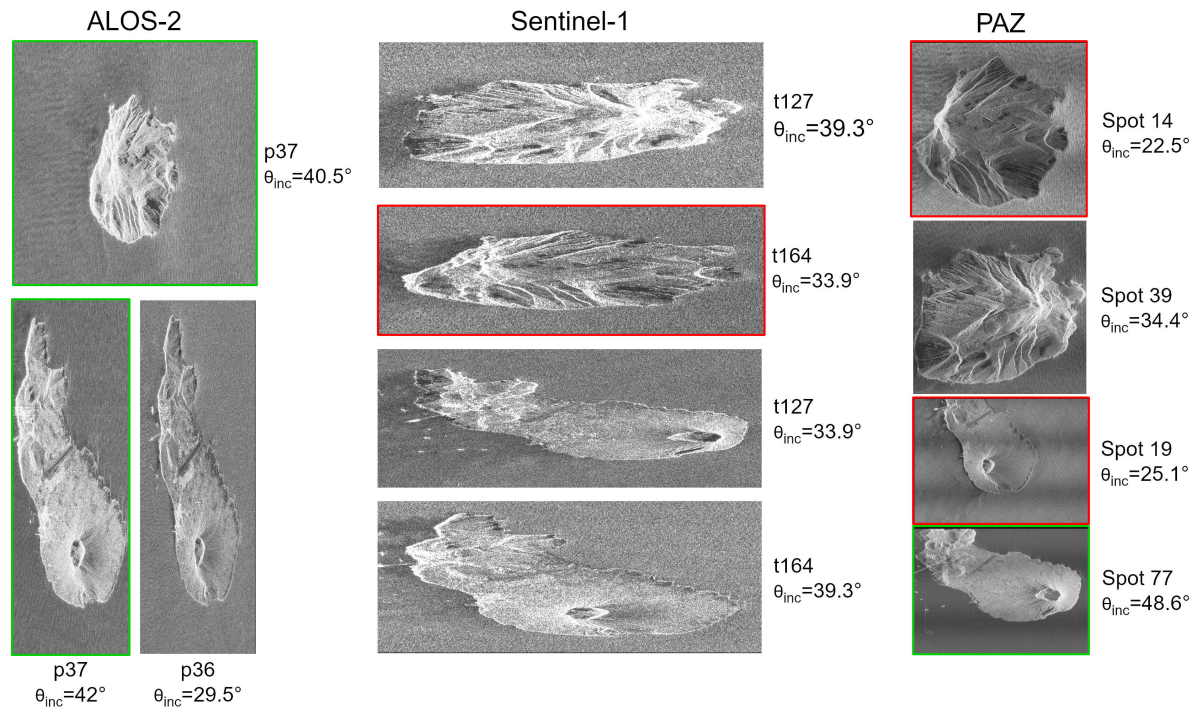 ALOS-2
p37
θinc=40.5°
p37
θinc=42°
p36
θinc=29.5°
Sentinel-1
t127
θinc=39.3°
t164
θinc=33.9°
t127
θinc=33.9°
t164
θinc=39.3°
PAZ
Spot 14
θinc=22.5°
Spot 39
θinc=34.4°
Spot 19
θinc=25.1°
Spot 77
θinc=48.6°